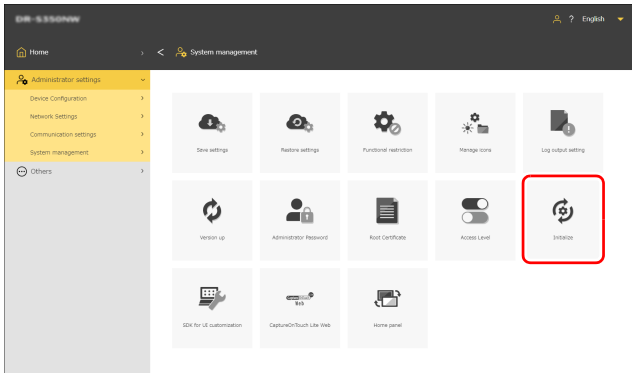 DR-S350NW
? English
Home
System management
Administrator settings
Device Configuration
Network Settings
Communication settings
System management
Others
Save settings
Restore settings
Functional restriction
Manage icons
Log output setting
Version up
Administrator Password
Root Certificate
Access Level
Initialize
SDK for UI customization
CaptureOnTouch Lite Web
Home panel